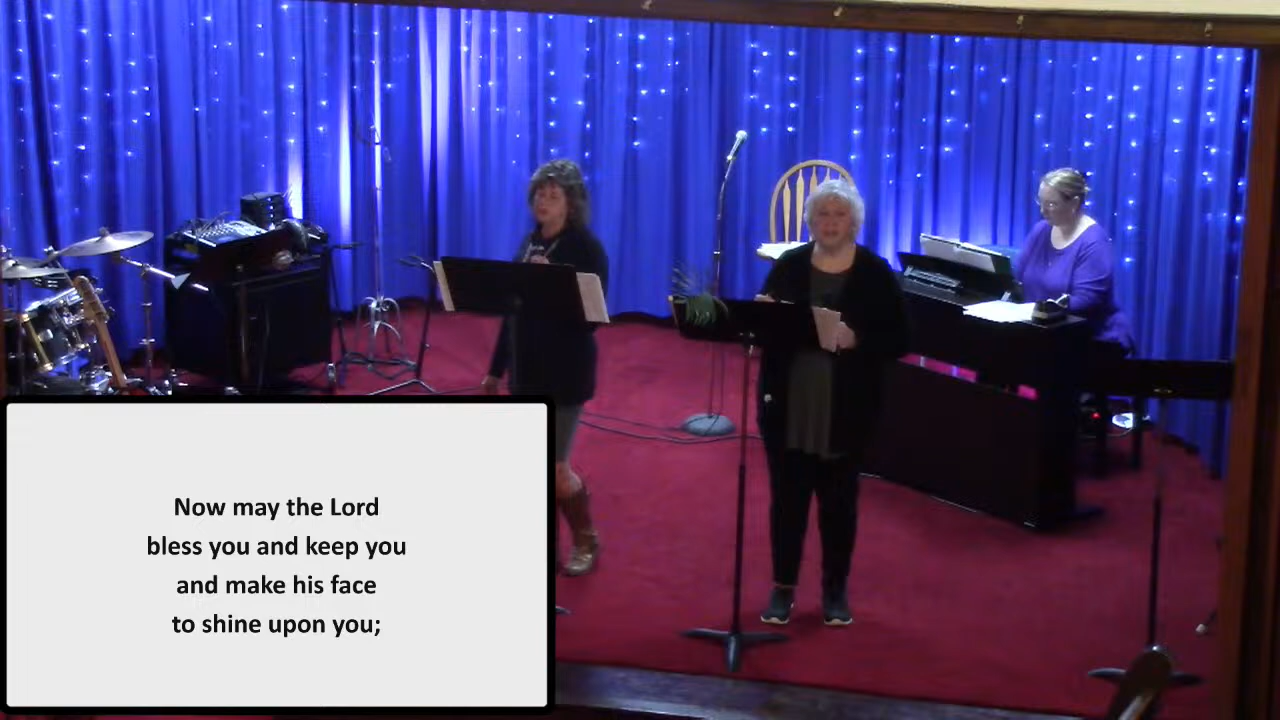 Now may the Lord
bless you and keep you
and make his face
to shine upon you;